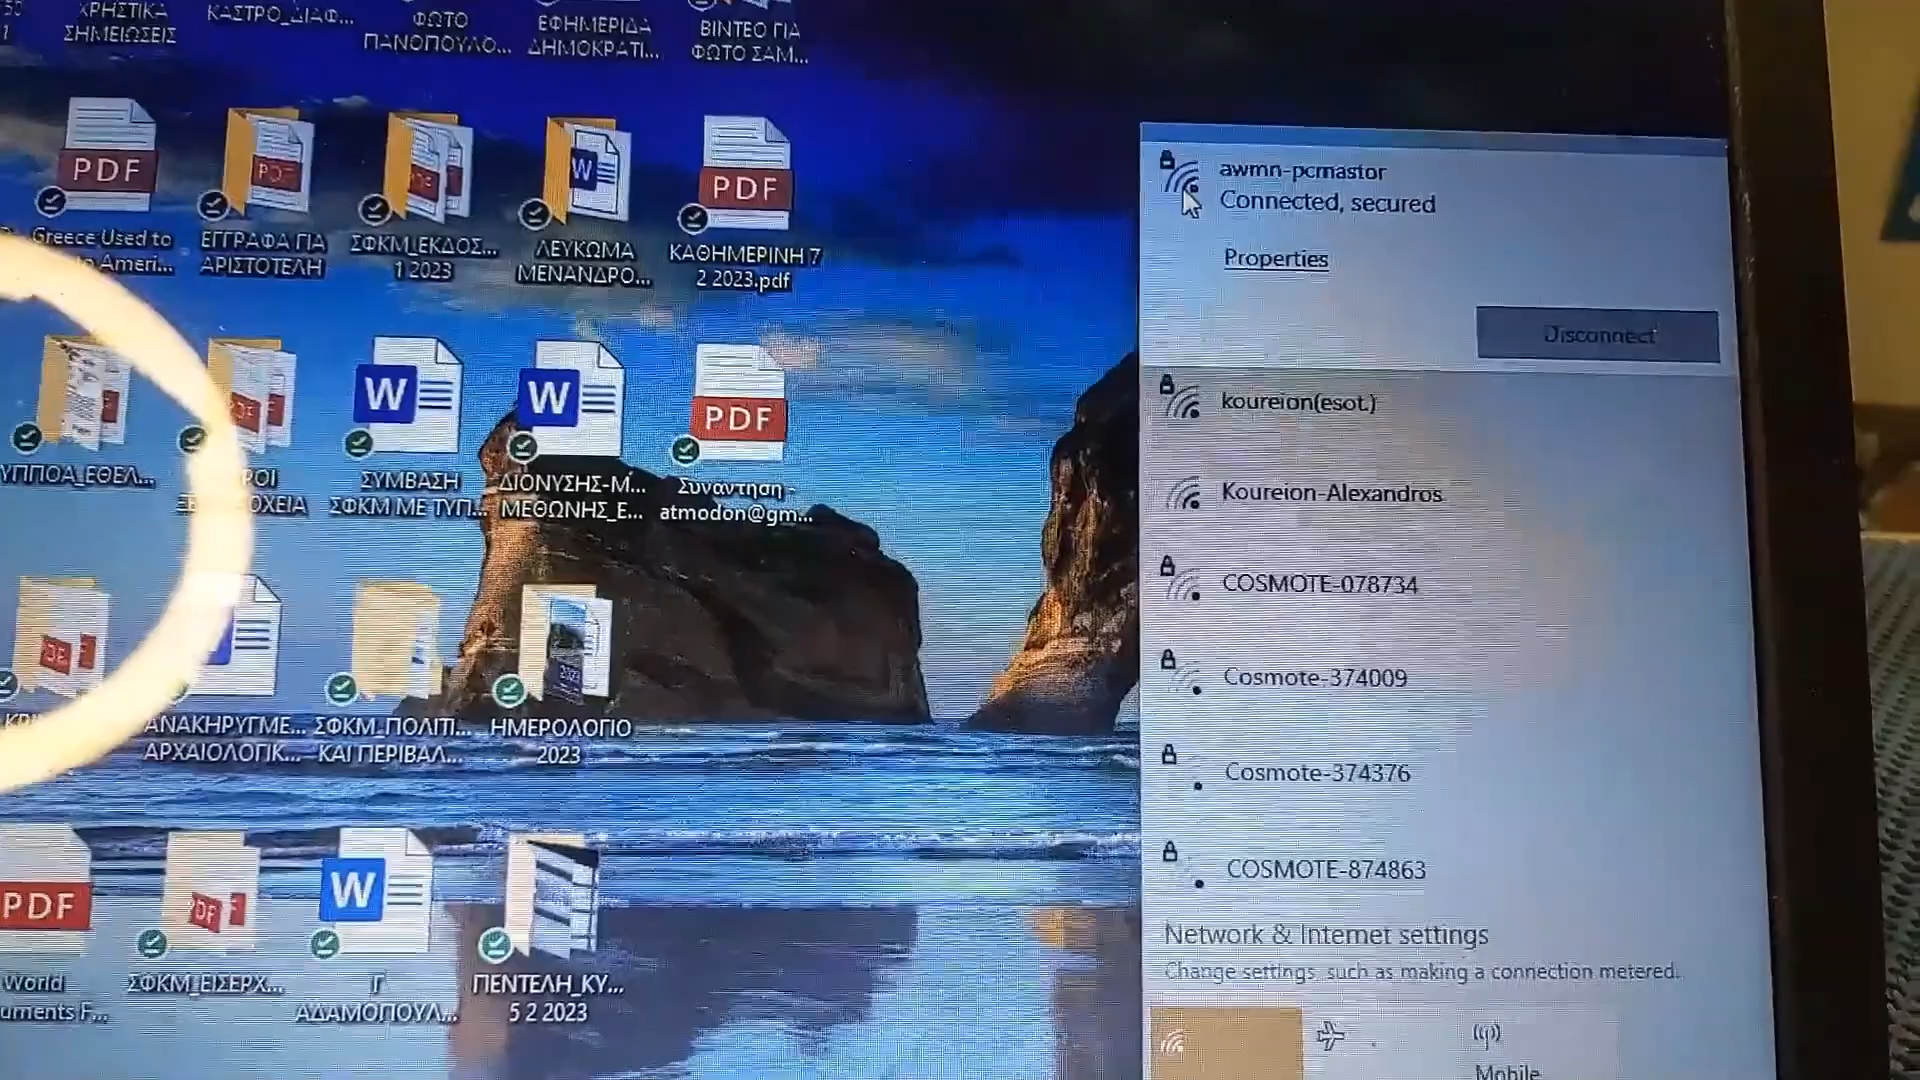 ΧΡΗΣΤΙΚΑ
ΣΗΜΕΙΩΣΕΙΣ
ΚΑΣΤΡΟ_ΔΙΑΦ...
ΦΩΤΟ
ΠΑΝΟΠΟΥΛΟ...
ΕΦΗΜΕΡΙΔΑ
ΔΗΜΟΚΡΑΤΙ...
ΒΙΝΤΕΟ ΓΙΑ
ΦΩΤΟ ΣΑΜ...
PDF
Greece Used to
Ameri...
PDF
ΕΓΓΡΑΦΑ ΓΙΑ
ΑΡΙΣΤΟΤΕΛΗ
ΣΦΚΜ_ΕΚΔΟΣ...
1 2023
W
ΛΕΥΚΩΜΑ
ΜΕΝΑΝΔΡΟ...
PDF
ΚΑΘΗΜΕΡΙΝΗ 7
2 2023.pdf
ΥΠΠΟΑ_ΕΘΕΛ...
W
ΣΥΜΒΑΣΗ
ΣΦΚΜ ΜΕ ΤΥΠ...
W
ΔΙΟΝΥΣΗΣ-Μ...
ΜΕΘΩΝΗΣ_Ε...
PDF
Συναντηση -
atmodon@gm...
ΑΝΑΚΗΡΥΓΜΕ...
ΑΡΧΑΙΟΛΟΓΙΚ...
ΣΦΚΜ_ΠΟΛΙΤΙ...
ΚΑΙ ΠΕΡΙΒΑΛ...
2023
ΗΜΕΡΟΛΟΓΙΟ
2023
PDF
World
uments F...
ΣΦΚΜ_ΕΙΣΕΡΧ...
W
Γ
ΑΔΑΜΟΠΟΥΛ...
ΠΕΝΤΕΛΗ_ΚΥ...
5 2 2023
awmn-pcmastor
Connected, secured
Properties
Disconnect
koureion(esot.)
Koureion-Alexandros
COSMOTE-078734
Cosmote-374009
Cosmote-374376
COSMOTE-874863
Network & Internet settings
Change settings, such as making a connection metered.
Mobile